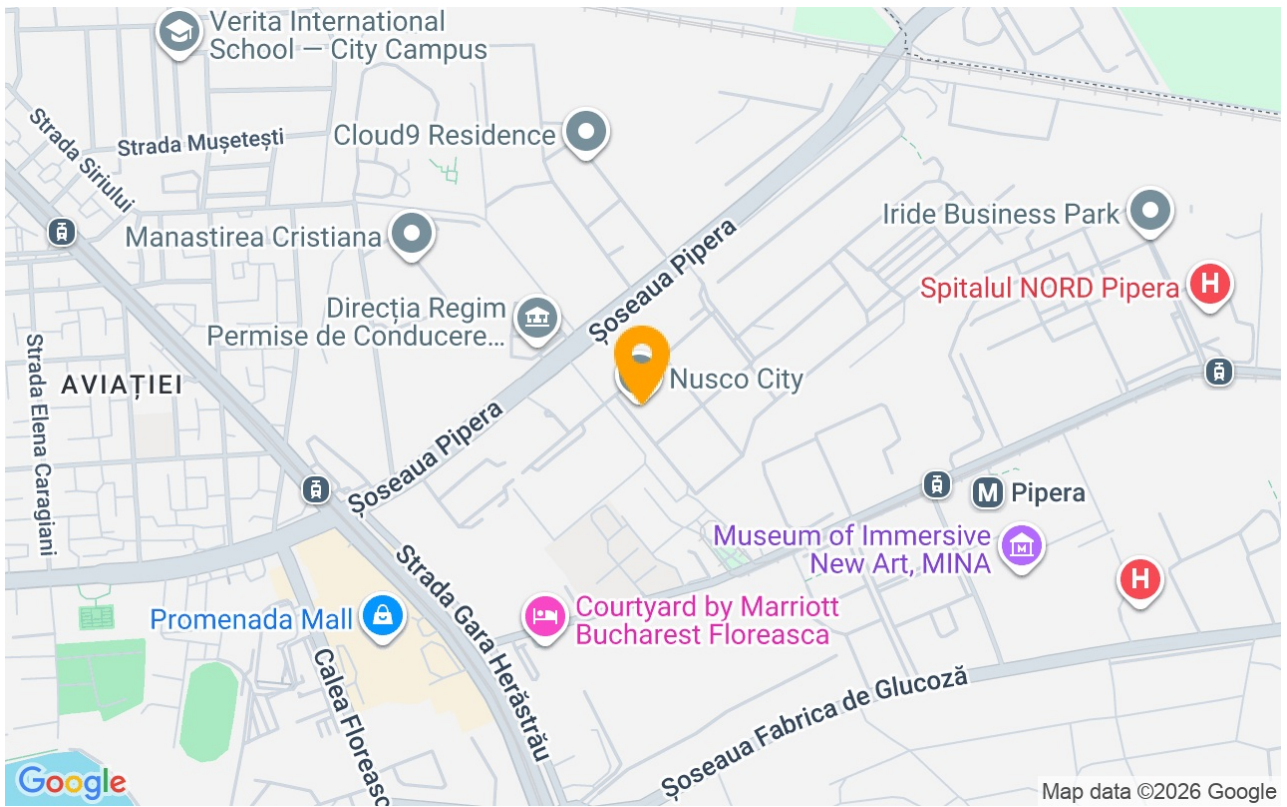 Verita International
School — City Campus
Strada Siriului
Strada Mușetești
Cloud9 Residence
Manastirea Cristiana
Iride Business Park
Șoseaua Pipera
Spitalul NORD Pipera
H
Direcția Regim
Permise de Conducere...
Strada Elena Caragiani
AVIAȚIEI
Nusco City
Șoseaua Pipera
M Pipera
Museum of Immersive
New Art, MINA
M
H
Strada Gara Herăstrău
Promenada Mall
Courtyard by Marriott
Bucharest Floreasca
Calea Floreasc
Șoseaua Fabrica de Glucoză
Google
Map data ©2026 Google